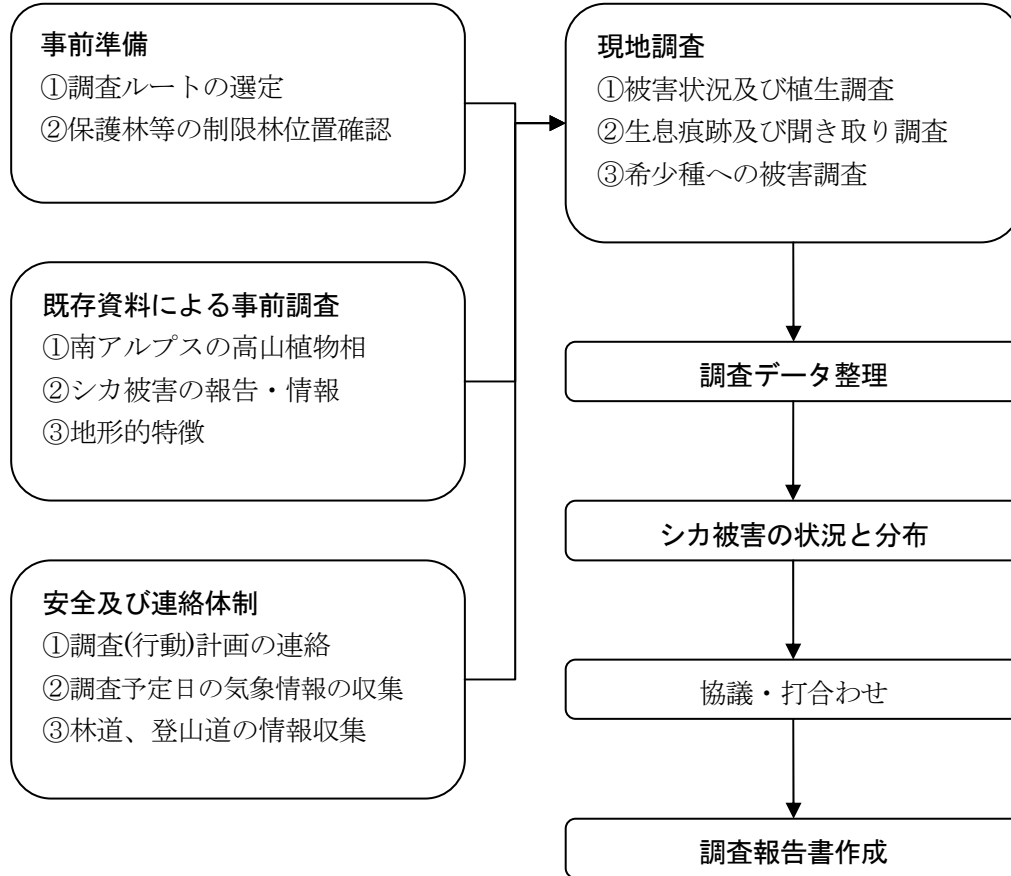 事前準備
①調査ルートの選定
②保護林等の制限林位置確認
既存資料による事前調査
①南アルプスの高山植物相
②シカ被害の報告・情報
③地形的特徴
安全及び連絡体制
①調査(行動)計画の連絡
②調査予定日の気象情報の収集
③林道、登山道の情報収集
現地調査
①被害状況及び植生調査
②生息痕跡及び聞き取り調査
③希少種への被害調査
調査データ整理
シカ被害の状況と分布
協議・打合わせ
調査報告書作成